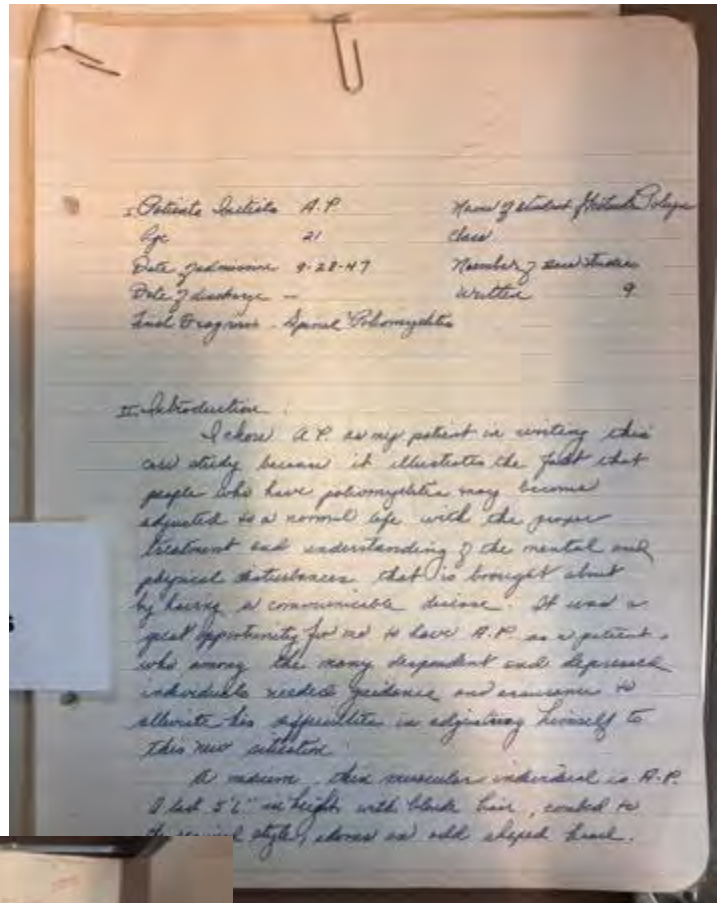 I. Patients Initials A.P. Name of student
Age 21 Class
Date of admission 9-28-47 Number of case studies
Date of discharge — written 9
Final Diagnosis - Spinal Poliomyelitis
II. Introduction.
I chose A.P. as my patient in writing this
case study because it illustrates the fact that
people who have poliomyelitis may become
adjusted to a normal life with the proper
treatment and understanding of the mental and
physical disturbances that is brought about
by having a communicable disease. It was a
great opportunity for me to have A.P. as a patient
who among the many dependent and depressed
individuals needed guidance and assurance to
alleviate his difficulties in adjusting himself to
this new situation.
A medium, thin muscular individual is A.P.
in height with black hair, combed to
style, adorns an odd shaped head.
s